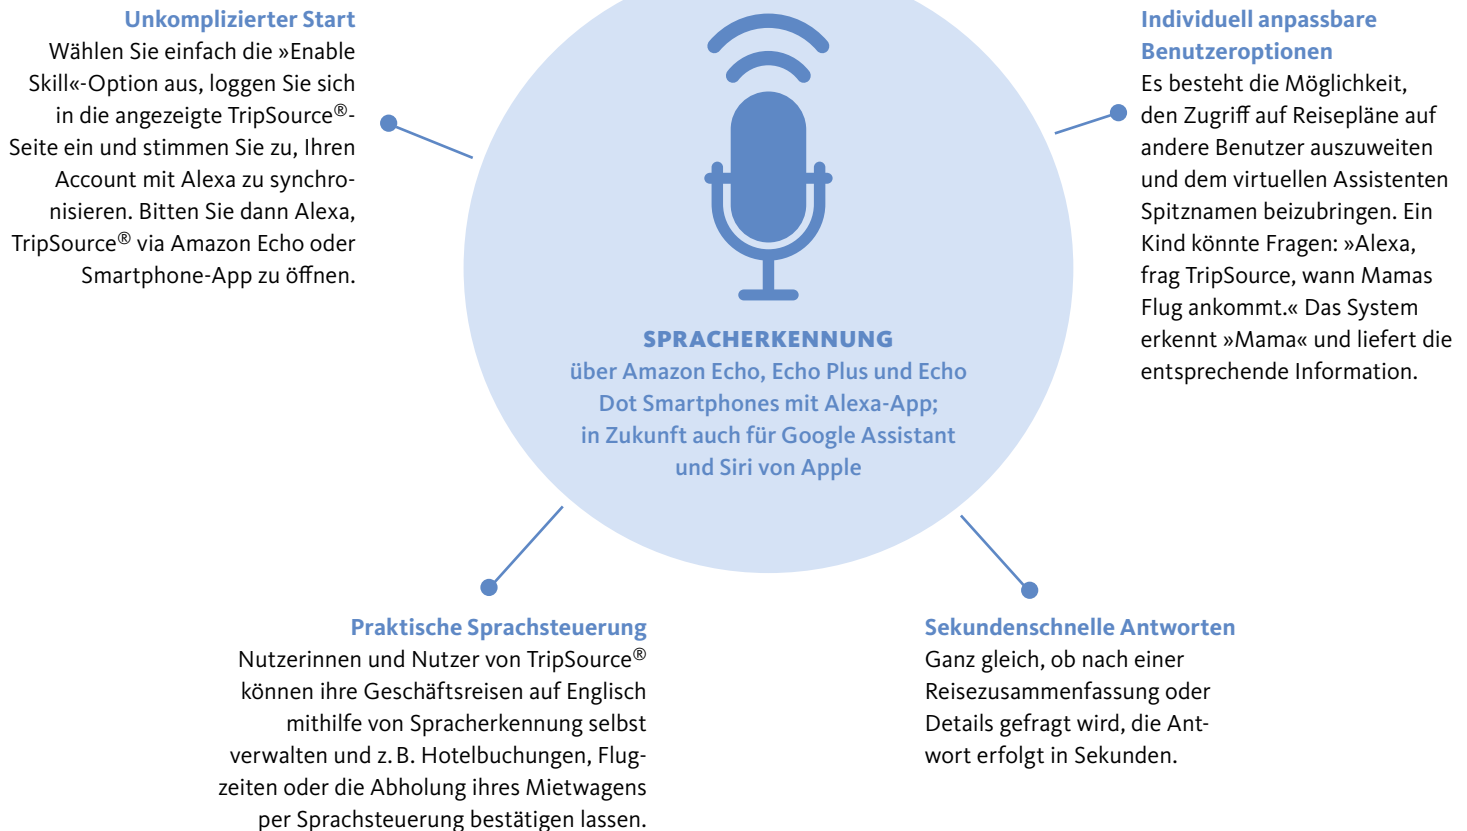 Unkomplizierter Start
Wählen Sie einfach die »Enable
Skill«-Option aus, loggen Sie sich
in die angezeigte TripSource®-
Seite ein und stimmen Sie zu, Ihren
Account mit Alexa zu synchro-
nisieren. Bitten Sie dann Alexa,
TripSource® via Amazon Echo oder
Smartphone-App zu öffnen.
Individuell anpassbare
Benutzeroptionen
Es besteht die Möglichkeit,
den Zugriff auf Reisepläne auf
andere Benutzer auszuweiten
und dem virtuellen Assistenten
Spitznamen beizubringen. Ein
Kind könnte Fragen: »Alexa,
frag TripSource, wann Mamas
Flug ankommt.« Das System
erkennt »Mama« und liefert die
entsprechende Information.
SPRACHERKENNUNG
über Amazon Echo, Echo Plus und Echo
Dot Smartphones mit Alexa-App;
in Zukunft auch für Google Assistant
und Siri von Apple
Praktische Sprachsteuerung
Nutzerinnen und Nutzer von TripSource®
können ihre Geschäftsreisen auf Englisch
mithilfe von Spracherkennung selbst
verwalten und z. B. Hotelbuchungen, Flug-
zeiten oder die Abholung ihres Mietwagens
per Sprachsteuerung bestätigen lassen.
Sekundenschnelle Antworten
Ganz gleich, ob nach einer
Reisezusammenfassung oder
Details gefragt wird, die Ant-
wort erfolgt in Sekunden.